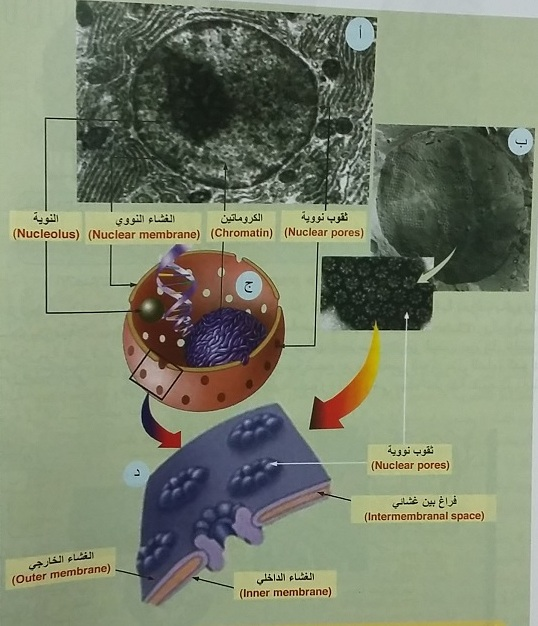 أ
ب
النوية
(Nucleolus)
الغشاء النووي
(Nuclear membrane)
الكروماتين
(Chromatin)
ثقوب نووية
(Nuclear pores)
ج
ثقوب نووية
(Nuclear pores)
د
فراغ بين غشائي
(Intermembranal space)
الغشاء الخارجي
(Outer membrane)
الغشاء الداخلي
(Inner membrane)